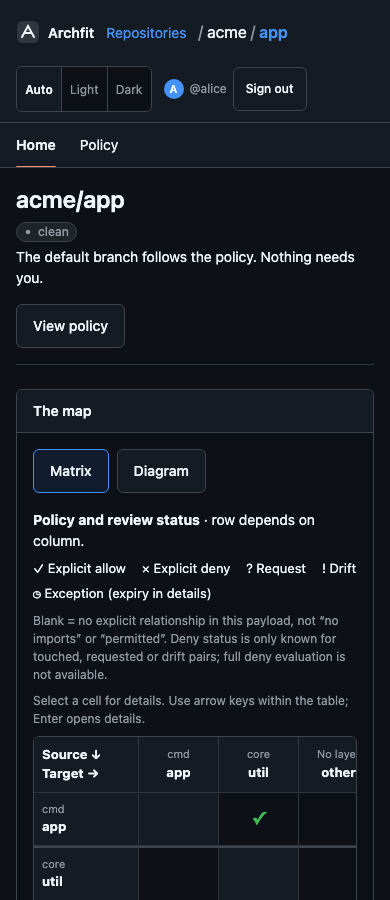 Archfit Repositories / acme / app
Auto Light Dark A @alice Sign out
Home Policy
acme/app
• clean
The default branch follows the policy. Nothing needs
you.
View policy
The map
Matrix Diagram
Policy and review status · row depends on
column.
✓ Explicit allow × Explicit deny ? Request ! Drift
◷ Exception (expiry in details)
Blank = no explicit relationship in this payload, not “no
imports” or “permitted”. Deny status is only known for
touched, requested or drift pairs; full deny evaluation is
not available.
Select a cell for details. Use arrow keys within the table;
Enter opens details.
Source ↓ cmd core No laye
Target → app util other
cmd
app ✓
core
util